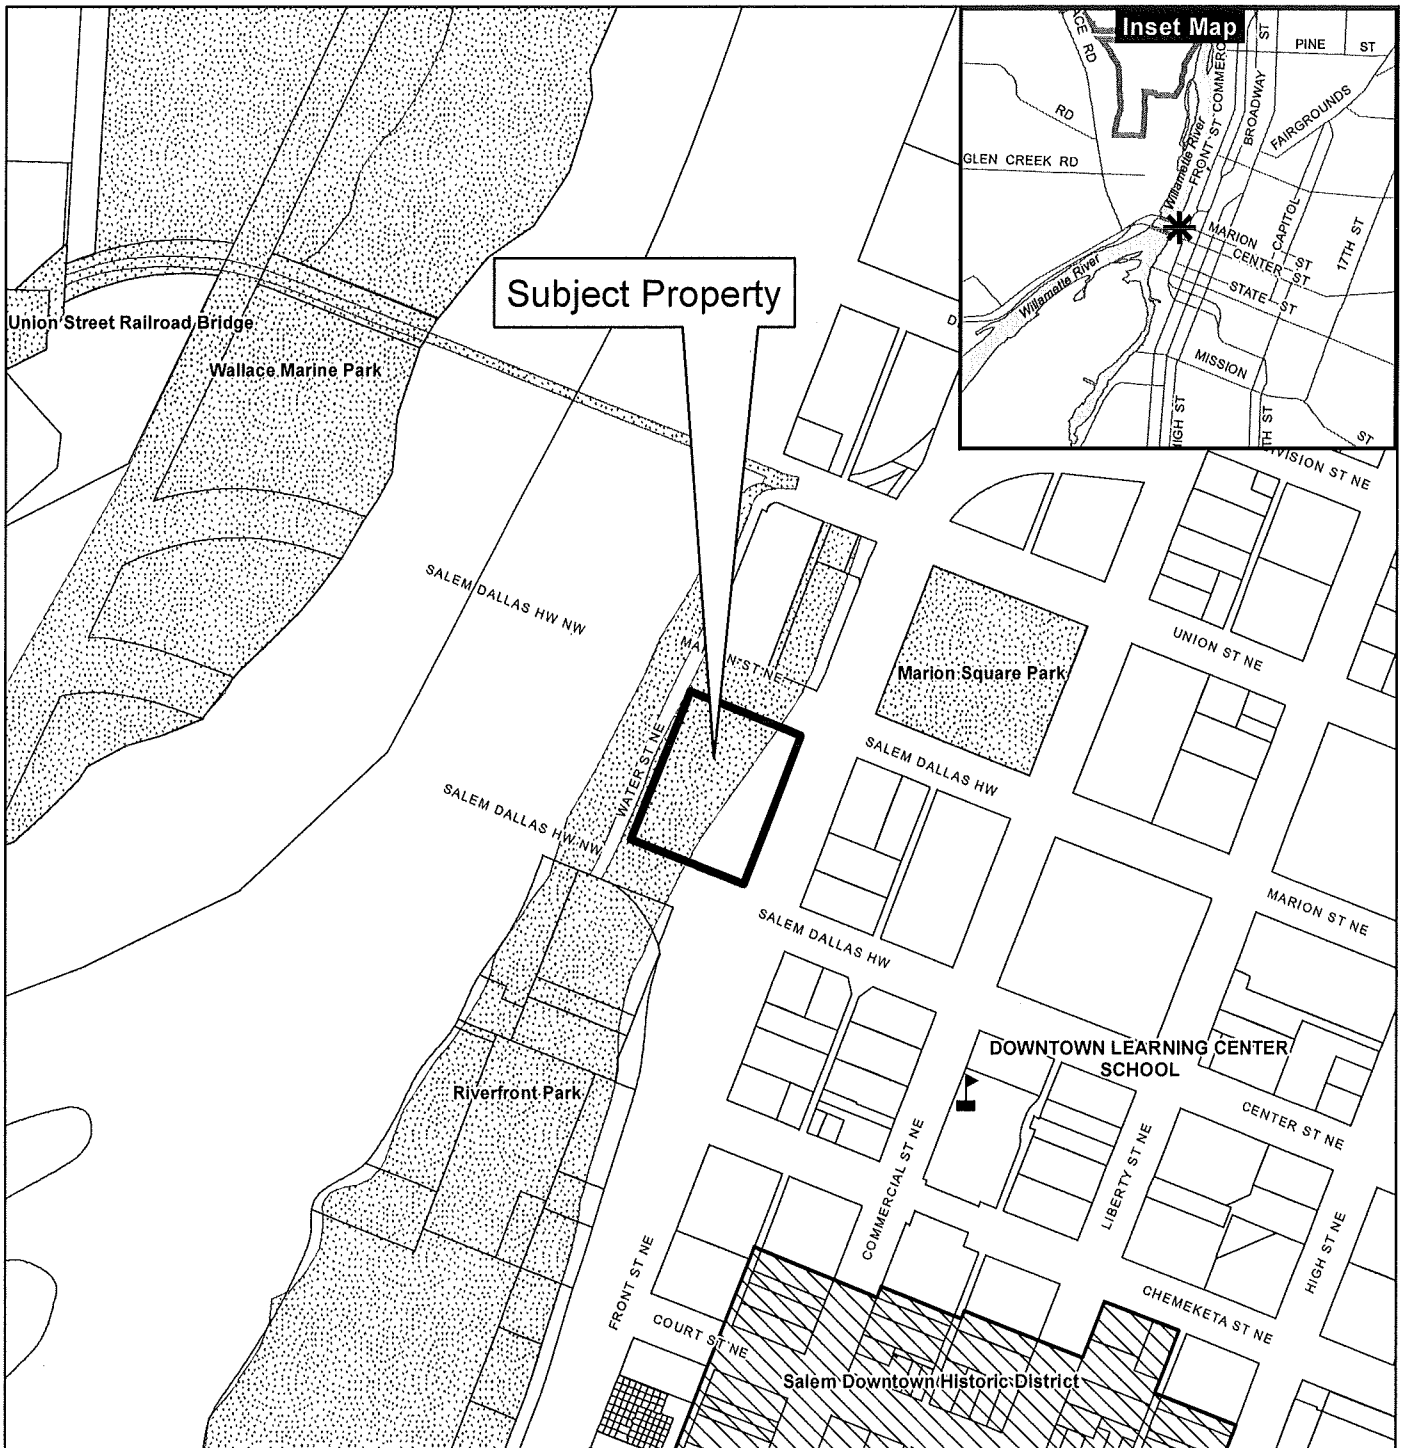 Inset Map
PINE ST
ST
BROADWAY
FAIRGROUNDS
RD
RD
GLEN CREEK RD
Willamette River
FRONT ST
CAPITOL
17TH ST
MARION ST
CENTER ST
STATE ST
Willamette River
MISSION ST
HIGH ST
TH ST
Subject Property
Union Street Railroad Bridge
Wallace Marine Park
SALEM DALLAS HW NW
Marion Square Park
UNION ST NE
WATER ST NE
SALEM DALLAS HW
SALEM DALLAS HW NW
SALEM DALLAS HW
MARION ST NE
DOWNTOWN LEARNING CENTER
SCHOOL
Riverfront Park
CENTER ST NE
COMMERCIAL ST NE
LIBERTY ST NE
HIGH ST NE
FRONT ST NE
COURT ST NE
CHEMEKETA ST NE
Salem Downtown Historic District